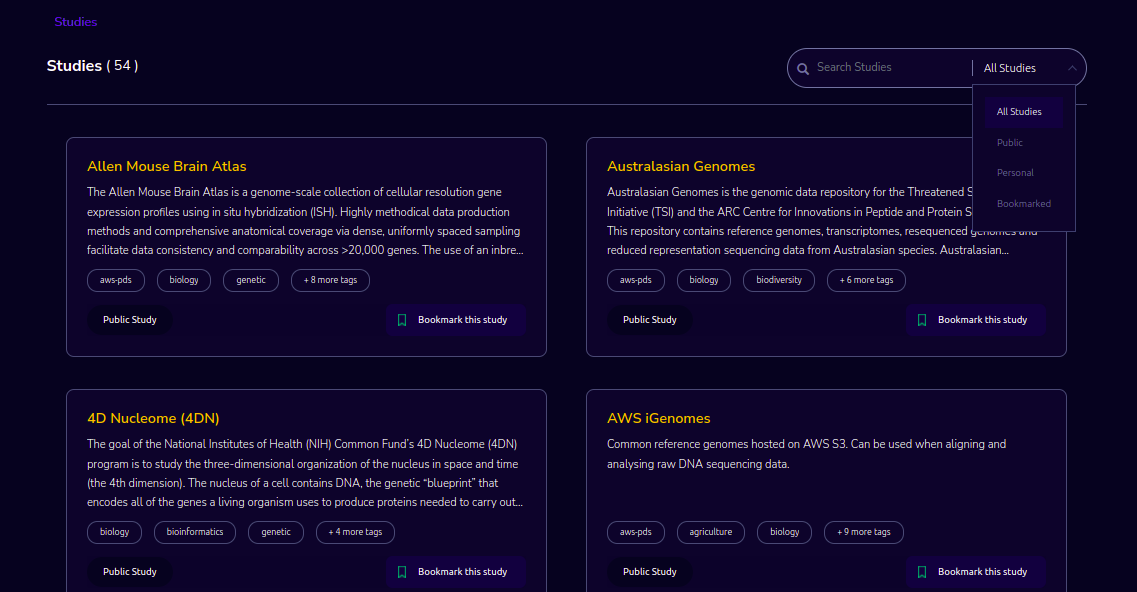 Studies
Studies ( 54 )
Search Studies
All Studies
All Studies
Public
Personal
Bookmarked
Allen Mouse Brain Atlas
The Allen Mouse Brain Atlas is a genome-scale collection of cellular resolution gene
expression profiles using in situ hybridization (ISH). Highly methodical data production
methods and comprehensive anatomical coverage via dense, uniformly spaced sampling
facilitate data consistency and comparability across >20,000 genes. The use of an inbre...
aws-pds
biology
genetic
+ 8 more tags
Public Study
Bookmark this study
Australasian Genomes
Australasian Genomes is the genomic data repository for the Threatened S
Initiative (TSI) and the ARC Centre for Innovations in Peptide and Protein S
This repository contains reference genomes, transcriptomes, resequenced genomes and
reduced representation sequencing data from Australasian species. Australasian...
aws-pds
biology
biodiversity
+ 6 more tags
Public Study
Bookmark this study
4D Nucleome (4DN)
The goal of the National Institutes of Health (NIH) Common Fund’s 4D Nucleome (4DN)
program is to study the three-dimensional organization of the nucleus in space and time
(the 4th dimension). The nucleus of a cell contains DNA, the genetic “blueprint” that
encodes all of the genes a living organism uses to produce proteins needed to carry out...
biology
bioinformatics
genetic
+ 4 more tags
Public Study
Bookmark this study
AWS iGenomes
Common reference genomes hosted on AWS S3. Can be used when aligning and
analysing raw DNA sequencing data.
aws-pds
agriculture
biology
+ 9 more tags
Public Study
Bookmark this study